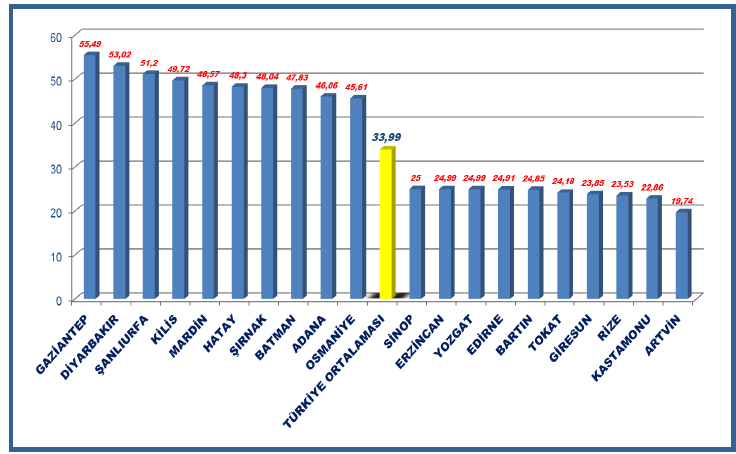 60
50
40
30
20
10
0
55,49
53,02
51,2
49,72
48,57
48,3
48,04
47,83
46,06
45,61
33,99
25
24,99
24,99
24,91
24,85
24,18
23,85
23,53
22,86
19,74
GAZİANTEP
DİYARBAKIR
ŞANLIURFA
KİLİS
MARDİN
HATAY
ŞIRNAK
BATMAN
ADANA
OSMANİYE
TÜRKİYE ORTALAMASI
SİNOP
ERZİNCAN
YOZGAT
EDİRNE
BARTIN
TOKAT
GİRESUN
RİZE
KASTAMONU
ARTVİN